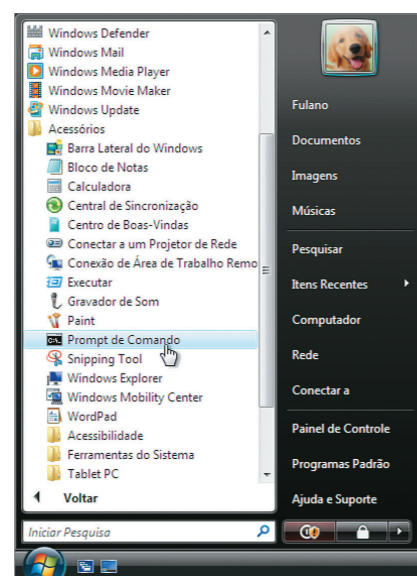 Windows Defender
Windows Mail
Windows Media Player
Windows Movie Maker
Windows Update
Acessórios
Barra Lateral do Windows
Bloco de Notas
Calculadora
Central de Sincronização
Centro de Boas-Vindas
Conectar a um Projetor de Rede
Conexão de Área de Trabalho Remo
Executar
Gravador de Som
Paint
Prompt de Comando
Snipping Tool
Windows Explorer
Windows Mobility Center
WordPad
Acessibilidade
Ferramentas do Sistema
Tablet PC
Voltar
Iniciar Pesquisa
Fulano
Documentos
Imagens
Músicas
Pesquisar
Itens Recentes
Computador
Rede
Conectar a
Painel de Controle
Programas Padrão
Ajuda e Suporte